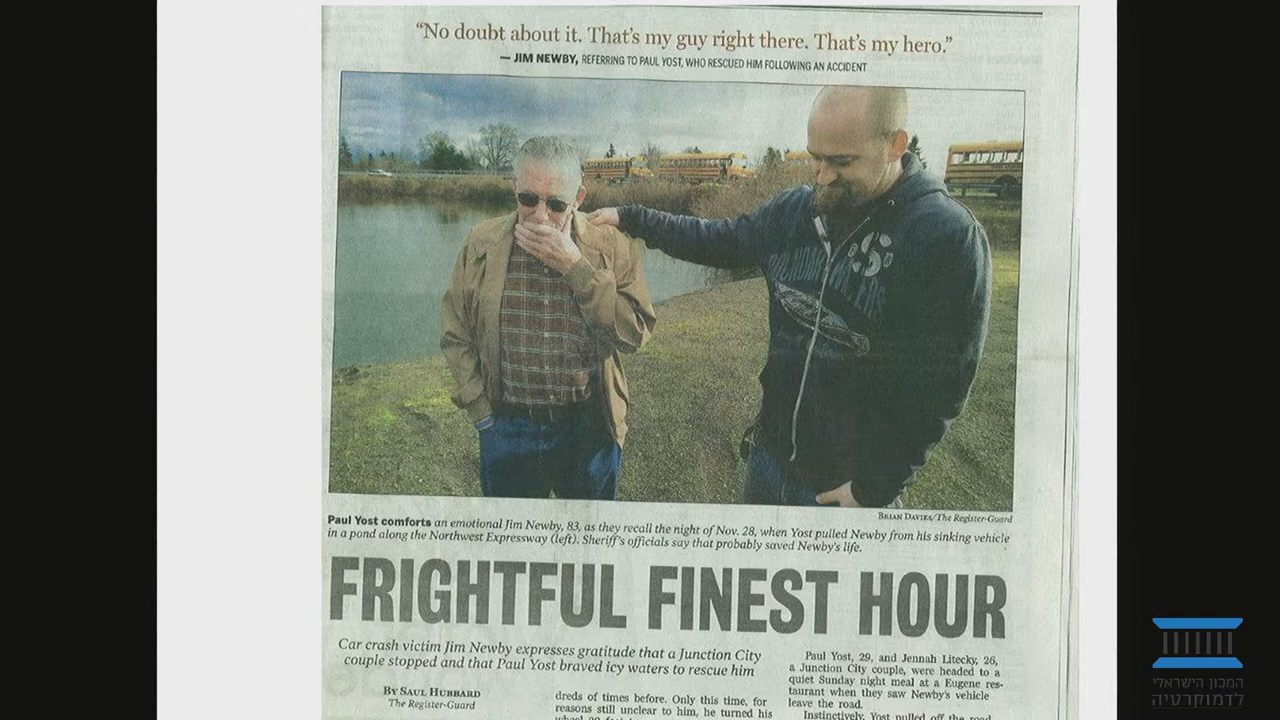 “No doubt about it. That’s my guy right there. That’s my hero.”
— JIM NEWBY, REFERRING TO PAUL YOST, WHO RESCUED HIM FOLLOWING AN ACCIDENT
BRIAN DAVIES/The Register-Guard
Paul Yost comforts an emotional Jim Newby, 83, as they recall the night of Nov. 28, when Yost pulled Newby from his sinking vehicle
in a pond along the Northwest Expressway (left). Sheriff’s officials say that probably saved Newby’s life.
FRIGHTFUL FINEST HOUR
Car crash victim Jim Newby expresses gratitude that a Junction City
couple stopped and that Paul Yost braved icy waters to rescue him
BY SAUL HUBBARD
The Register-Guard
dreds of times before. Only this time, for
reasons still unclear to him, he turned his
Paul Yost, 29, and Jennah Litecky, 26,
a Junction City couple, were headed to a
quiet Sunday night meal at a Eugene res-
taurant when they saw Newby’s vehicle
leave the road.
Instinctively, Yost pulled off the road
המכון הישראלי
לדמוקרטיה